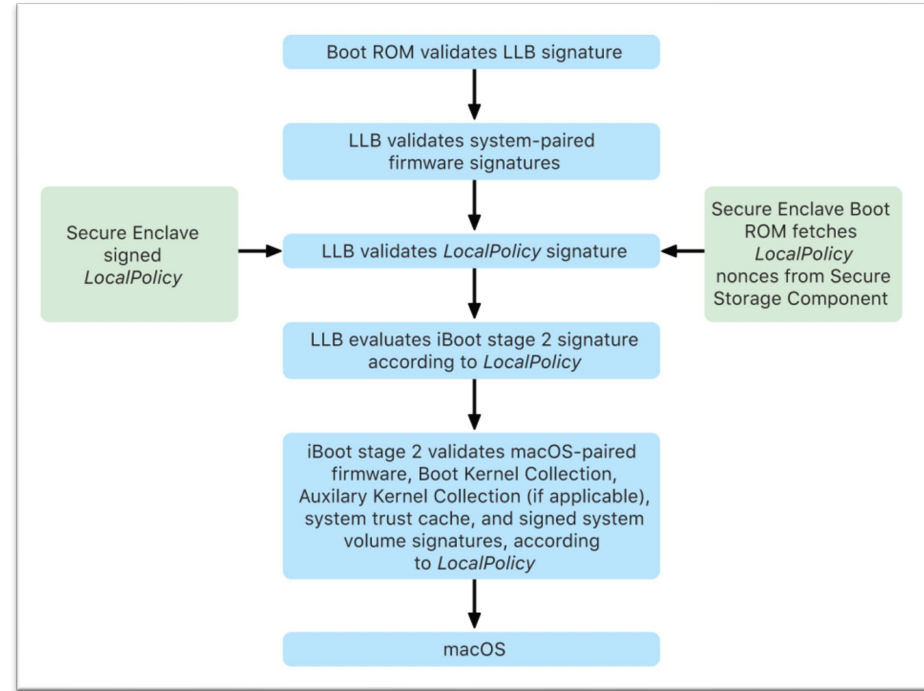 Boot ROM validates LLB signature
LLB validates system-paired
firmware signatures
Secure Enclave
signed
LocalPolicy
LLB validates LocalPolicy signature
Secure Enclave Boot
ROM fetches
LocalPolicy
nonces from Secure
Storage Component
LLB evaluates iBoot stage 2 signature
according to LocalPolicy
iBoot stage 2 validates macOS-paired
firmware, Boot Kernel Collection,
Auxilary Kernel Collection (if applicable),
system trust cache, and signed system
volume signatures, according
to LocalPolicy
macOS